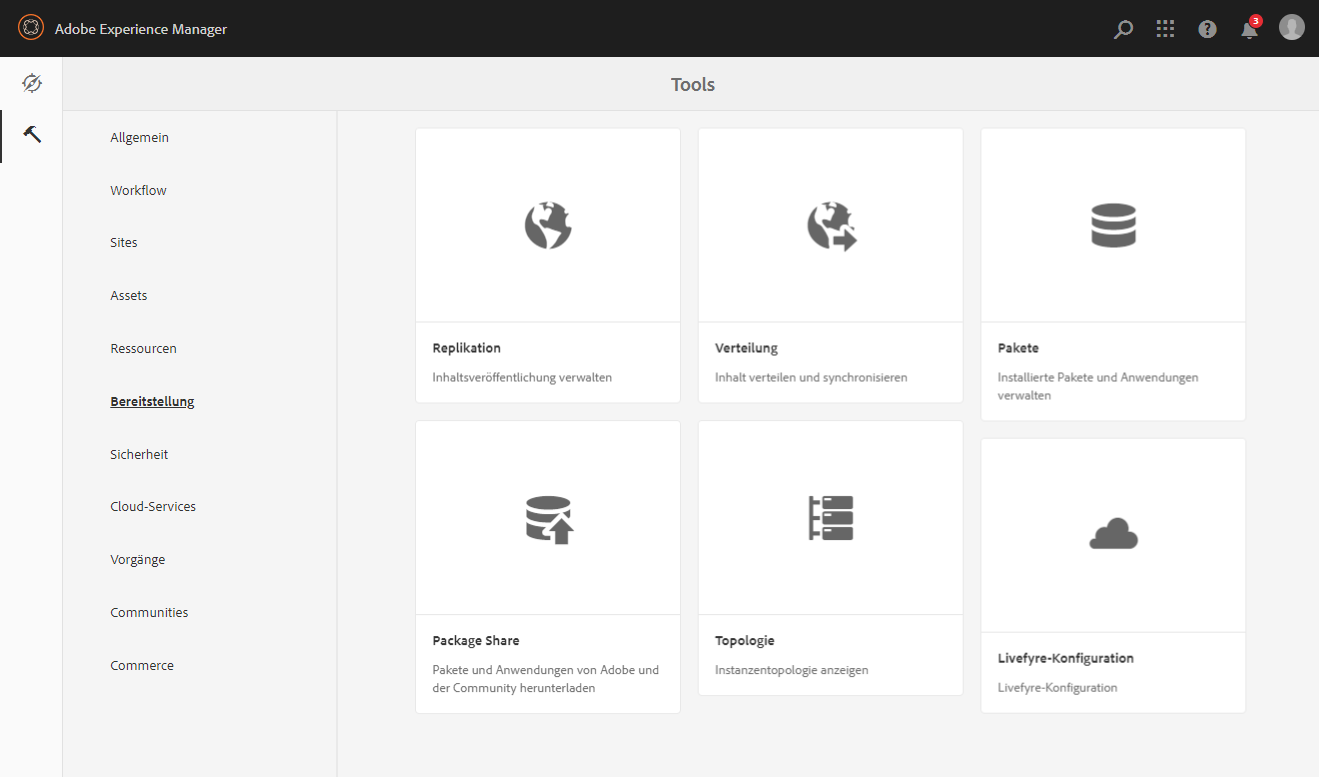 Adobe Experience Manager
3
Tools
Allgemein
Workflow
Sites
Assets
Ressourcen
Bereitstellung
Sicherheit
Cloud-Services
Vorgänge
Communities
Commerce
Replikation
Inhaltsveröffentlichung verwalten
Verteilung
Inhalt verteilen und synchronisieren
Pakete
Installierte Pakete und Anwendungen
verwalten
Package Share
Pakete und Anwendungen von Adobe und
der Community herunterladen
Topologie
Instanzentopologie anzeigen
Livefyre-Konfiguration
Livefyre-Konfiguration